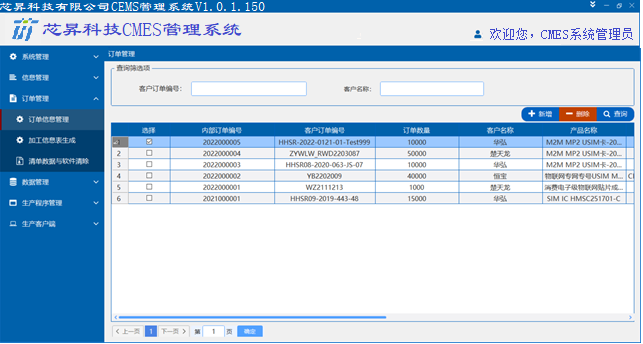 芯昇科技有限公司CEMS管理系统V1.0.1.150
芯昇科技CMES管理系统
欢迎您，CMES系统管理员
系统管理
信息管理
订单管理
订单信息管理
加工信息表生成
清单数据与软件清除
数据管理
生产程序管理
生产客户端
订单管理
查询筛选项
客户订单编号：
客户名称：
新增 删除 查询
选择 内部订单编号 客户订单编号 订单数量 客户名称 产品名称
2022000005 HHSR-2022-0121-01-Test999 10000 华弘 M2M MP2 USIM卡-20...
2 2022000004 ZYWLW_RWD2203087 50000 楚天龙 M2M MP2 USIM卡-20...
3 2022000003 HHSR08-2020-063-JS-07 10000 华弘 M2M MP2 USIM卡-20...
4 2022000002 YB2202009 40000 恒宝 物联网专网专号USIM M...
5 2022000001 WZ2111213 1000 楚天龙 消费电子级物联网贴片成...
6 2021000001 HHSR09-2019-443-48 15000 华弘 SIM IC HMSC251701-C
上一页 1 下一页 第 1 页 确定